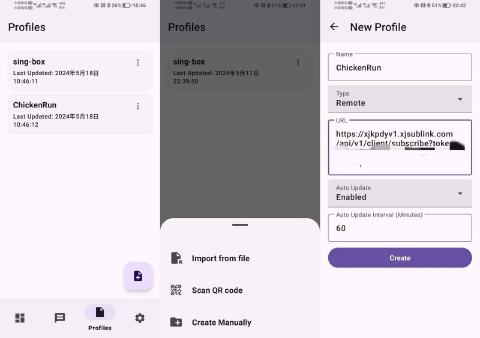 26% 10:46
Profiles
sing-box
Last Updated: 2024年5月18日
10:46:11
ChickenRun
Last Updated: 2024年5月18日
10:46:12
Profiles
51% 22:41
Profiles
sing-box
Last Updated: 2024年5月17日
22:39:50
Import from file
Scan QR code
Create Manually
51% 22:42
New Profile
Name
ChickenRun
Type
Remote
URL
https://xjkpdyv1.xjsublink.com
/api/v1/client/subscribe?token
Auto Update
Enabled
Auto Update Interval (Minutes)
60
Create